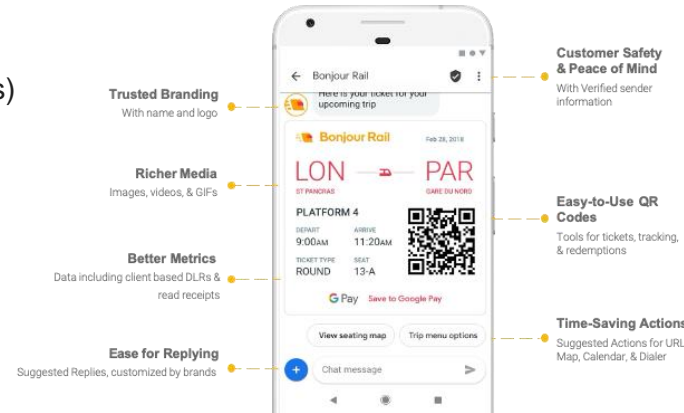 s)
Trusted Branding
With name and logo
Richer Media
Images, videos, & GIFs
Better Metrics
Data including client based DLRs &
read receipts
Ease for Replying
Suggested Replies, customized by brands
Bonjour Rail
Here is your ticket for your
upcoming trip
Bonjour Rail
Feb 28, 2018
LON
PAR
ST PANCRAS
GARE DU NORD
PLATFORM 4
DEPART
ARRIVE
9:00AM
11:20AM
TICKET TYPE
SEAT
ROUND
13-A
G Pay
Save to Google Pay
View seating map
Trip menu options
Chat message
Customer Safety
& Peace of Mind
With Verified sender
information
Easy-to-Use QR
Codes
Tools for tickets, tracking,
& redemptions
Time-Saving Actions
Suggested Actions for URL
Map, Calendar, & Dialer